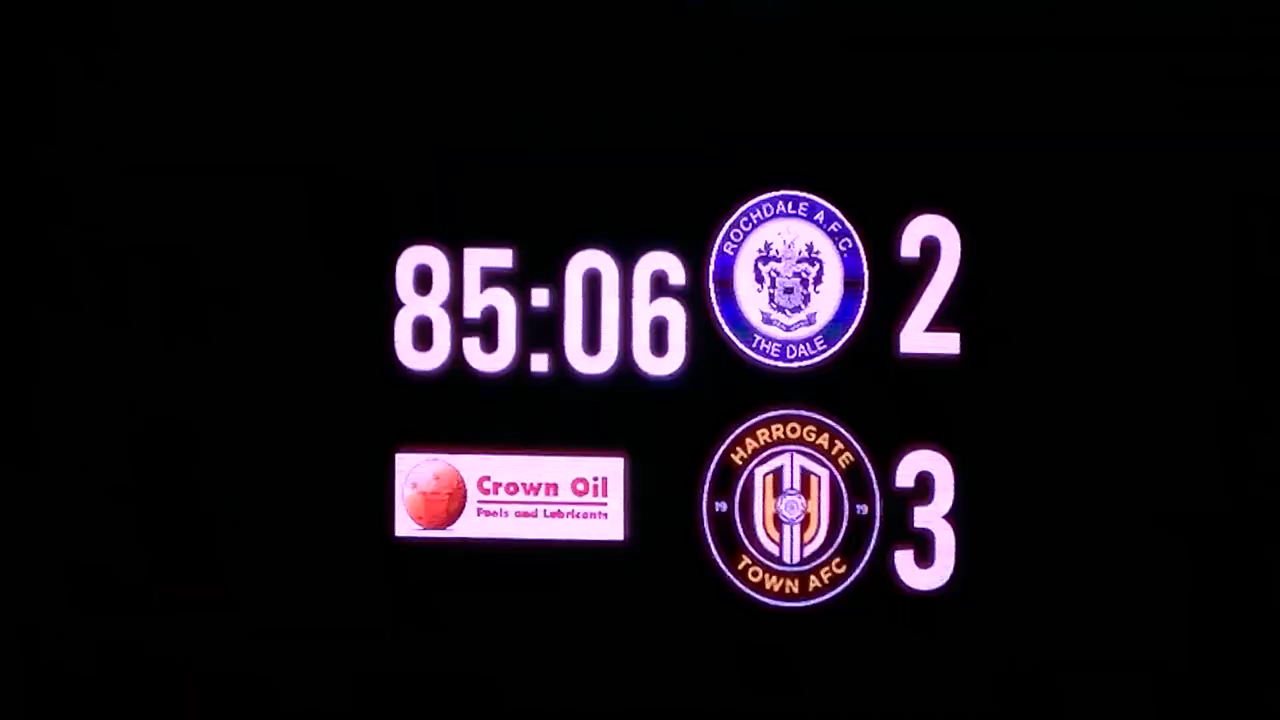 85:06
ROCHDALE A.F.C.
THE DALE
2
Crown Oil
Fuels and Lubricants
HARROGATE
19 19
TOWN AFC
3